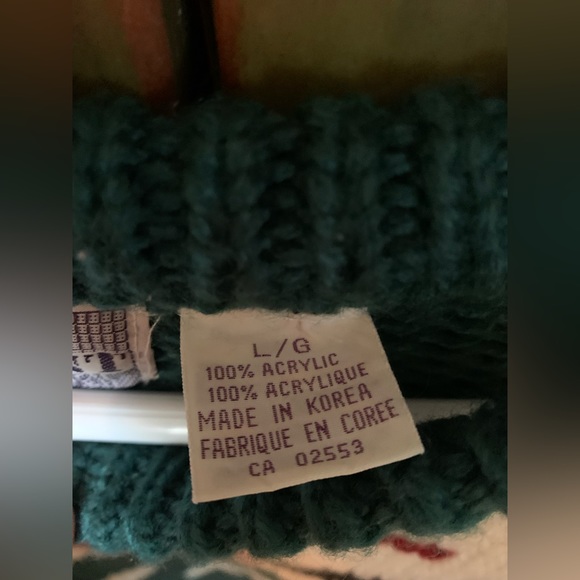 L/G
100% ACRYLIC
100% ACRYLIQUE
MADE IN KOREA
FABRIQUE EN COREE
CA 02553